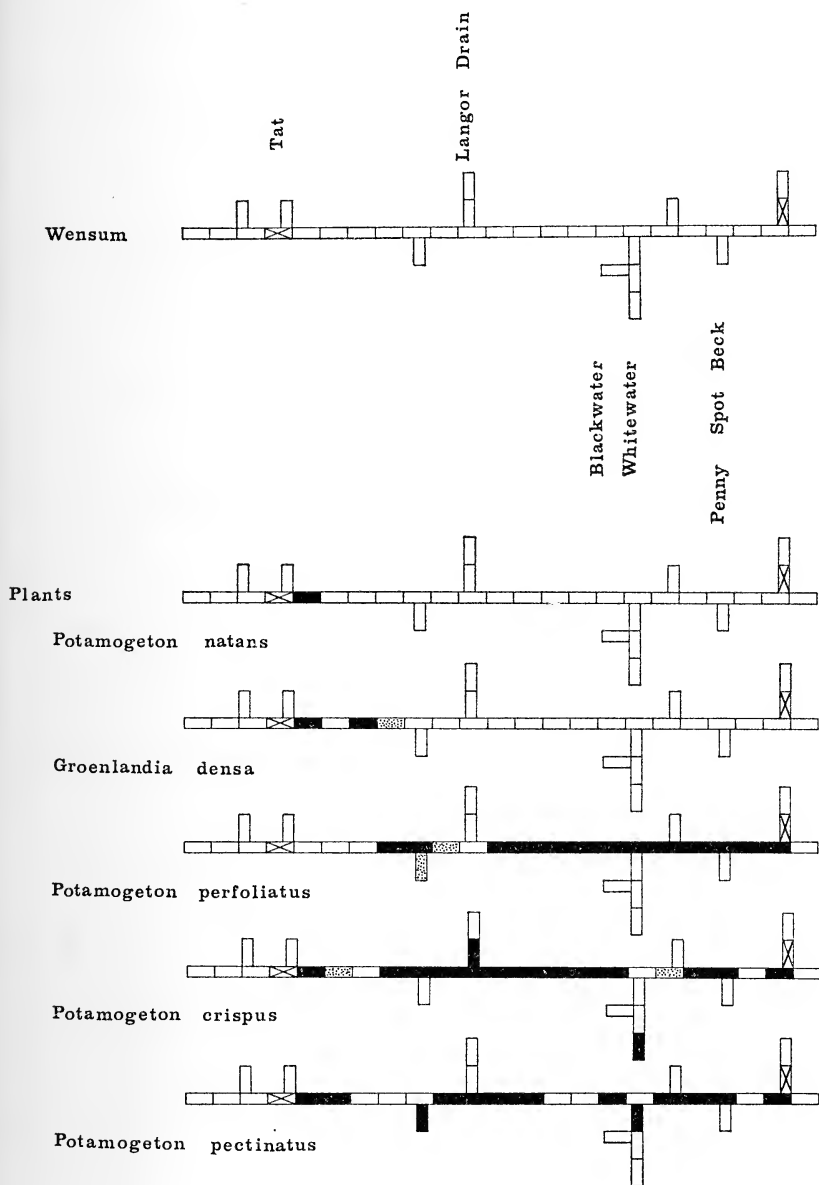 Tat
Langor Drain
Wensum
Blackwater
Whitewater
Penny Spot Beck
Plants
Potamogeton natans
Groenlandia densa
Potamogeton perfoliatus
Potamogeton crispus
Potamogeton pectinatus